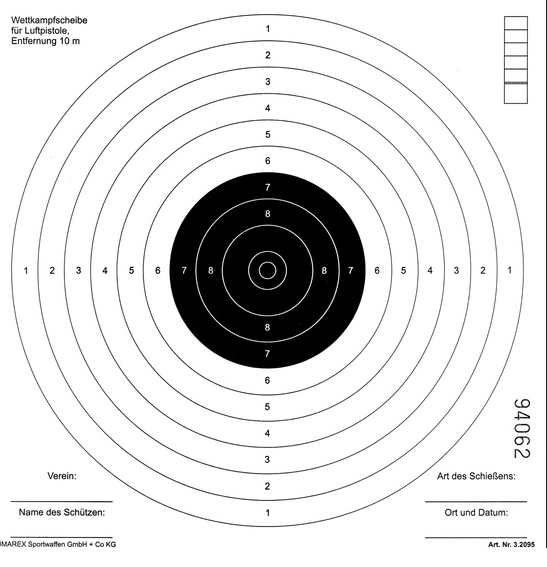 Wettkampfscheibe
für Luftpistole,
Entfernung 10 m
1
2
3
4
5
6
7
8
1 2 3 4 5 6 7 8 8 7 6 5 4 3 2 1
8
7
6
5
4
3
2
1
94062
Verein:
Art des Schießens:
Name des Schützen:
Ort und Datum:
UMAREX Sportwaffen GmbH + Co KG
Art. Nr. 3.2095